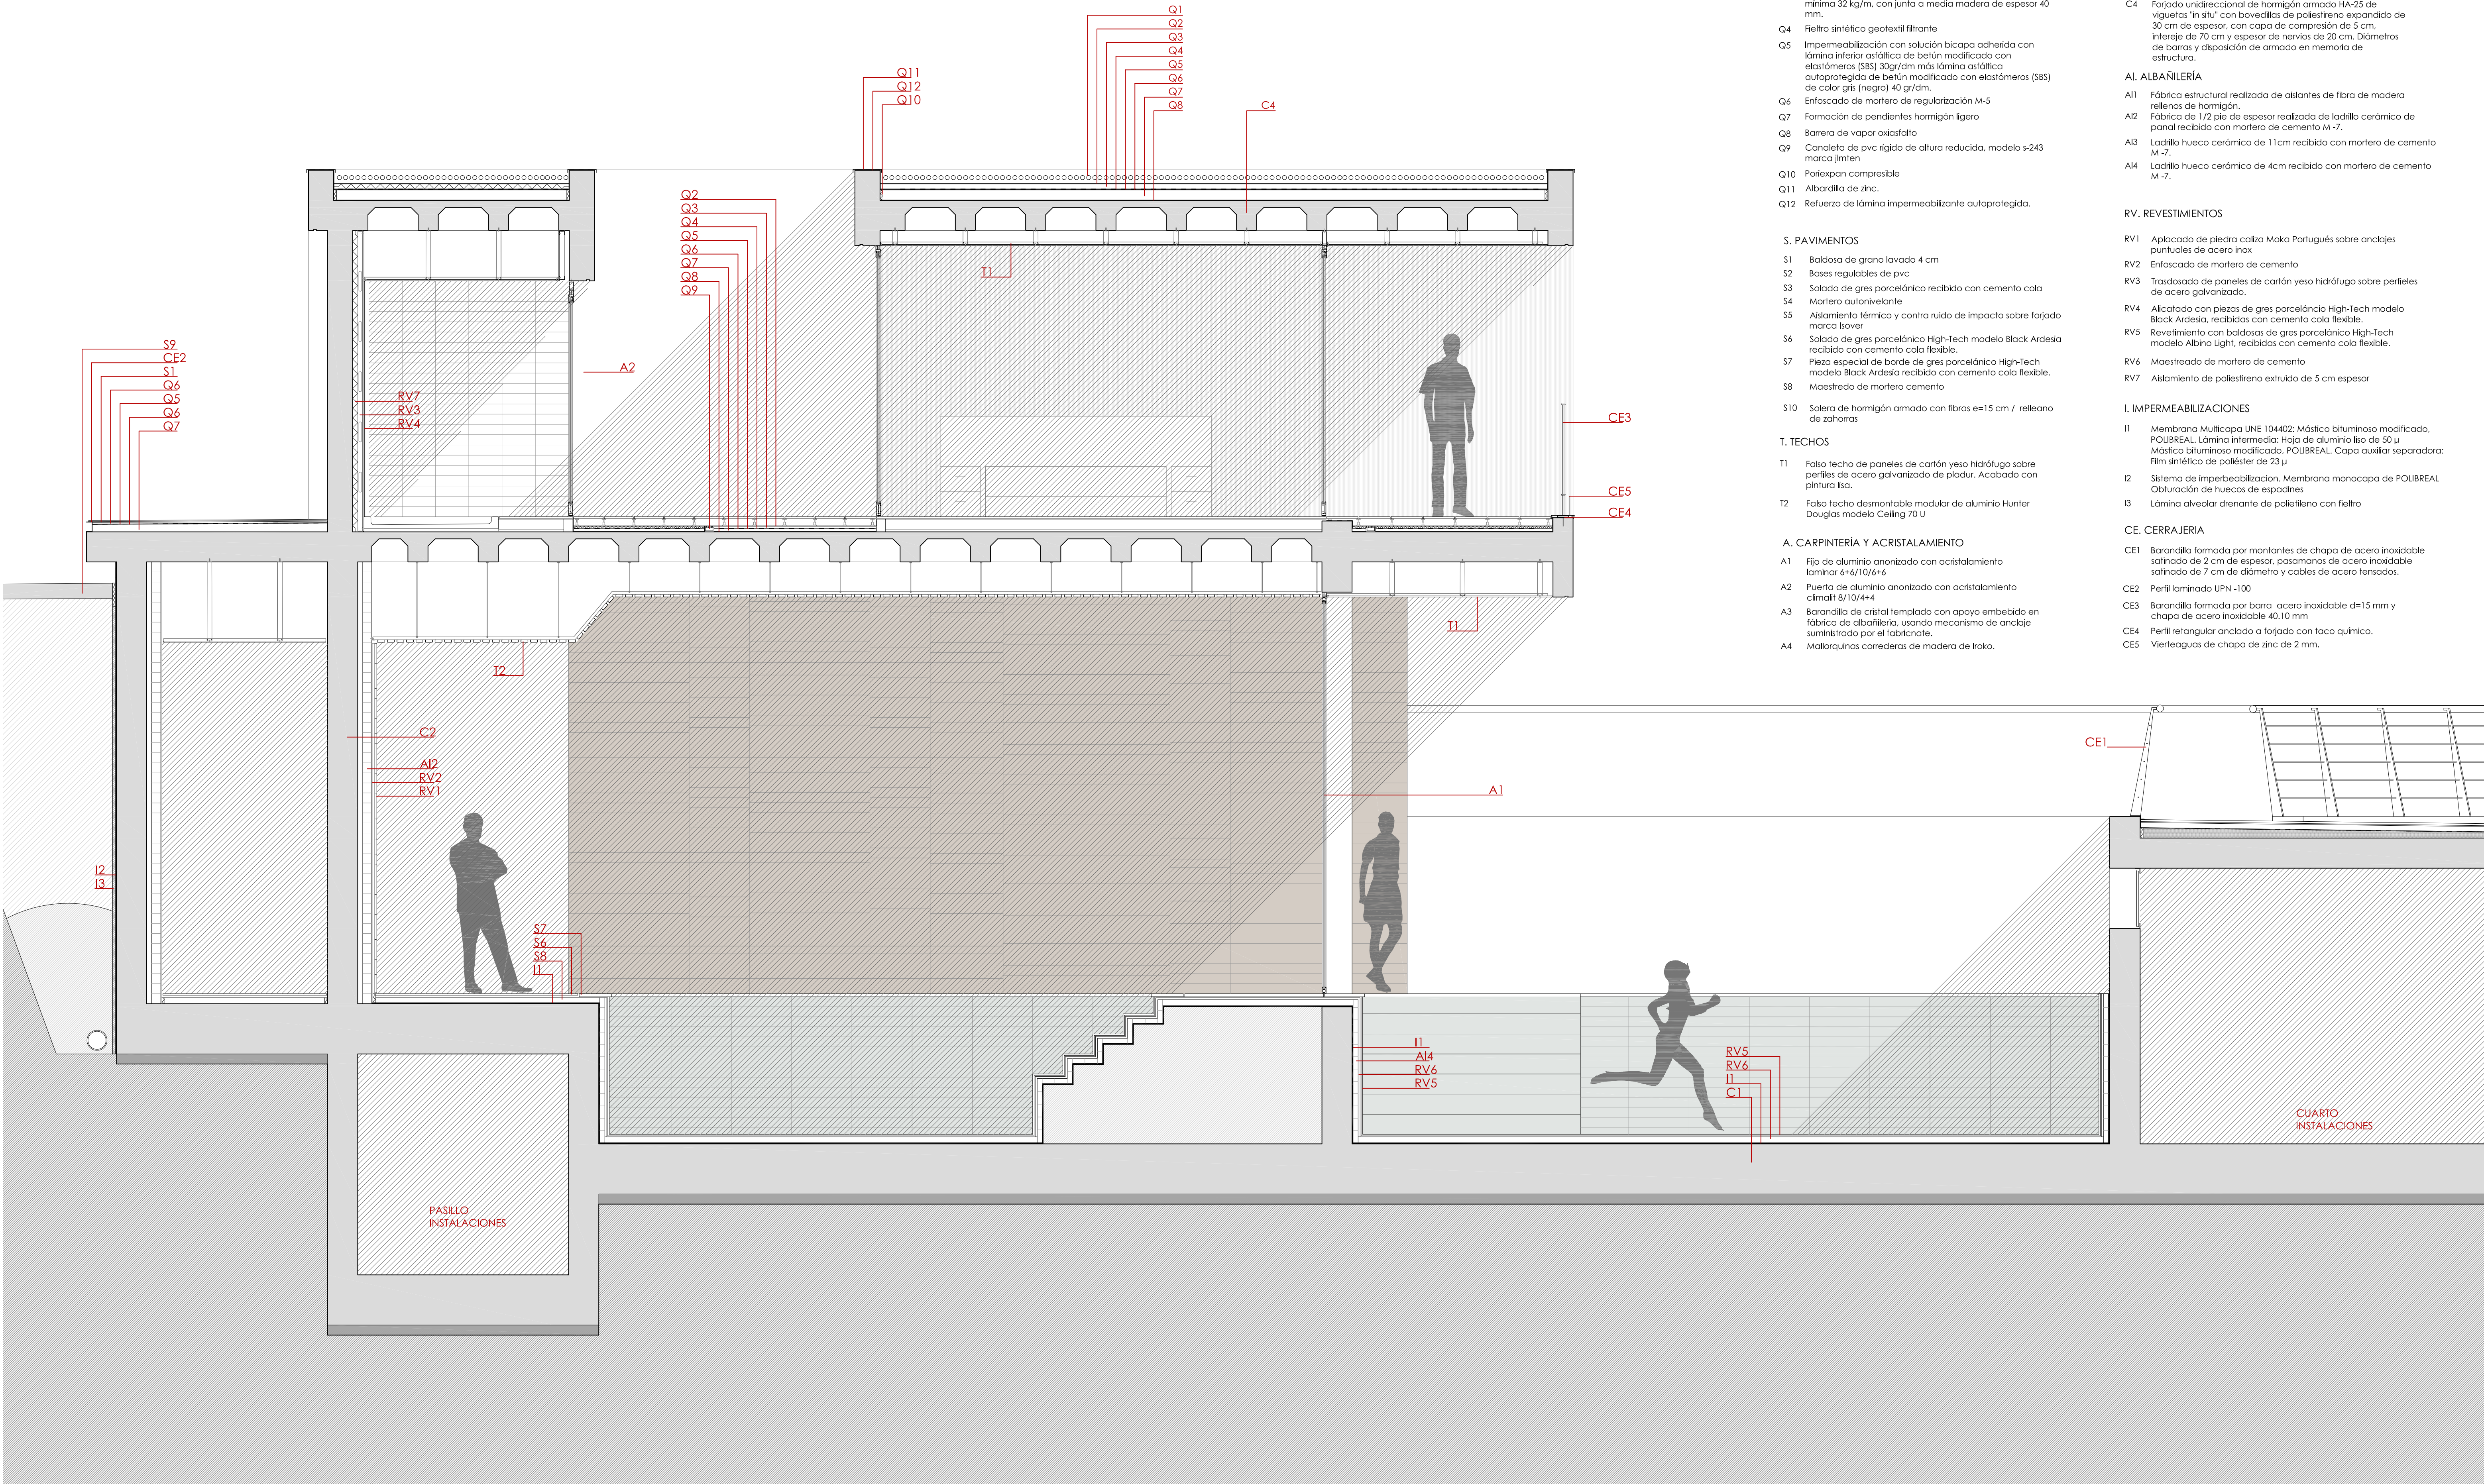 Q1
Q2
Q3
Q4
Q5
Q6
Q7
Q8
C4
Q11
Q12
Q10
Q2
Q3
Q4
Q5
Q6
Q7
Q8
Q9
T1
S9
CE2
S1
Q6
Q5
Q6
Q7
A2
RV7
RV3
RV4
CE3
CE5
CE4
T1
T2
C2
Al2
RV2
RV1
A1
CE1
I2
I3
S7
S6
S8
I1
I1
Al4
RV6
RV5
RV5
RV6
I1
C1
CUARTO
INSTALACIONES
PASILLO
INSTALACIONES
mínima 32 kg/m, con junta a media madera de espesor 40
mm.
Q4 Fieltro sintético geotextil filtrante
Q5 Impermeabilización con solución bicapa adherida con
lámina inferior asfáltica de betún modificado con
elastómeros (SBS) 30gr/dm más lámina asfáltica
autoprotegida de betún modificado con elastómeros (SBS)
de color gris (negro) 40 gr/dm.
Q6 Enfoscado de mortero de regularización M-5
Q7 Formación de pendientes hormigón ligero
Q8 Barrera de vapor oxiasfalto
Q9 Canaleta de pvc rígido de altura reducida, modelo s-243
marca jimten
Q10 Poriexpan compresible
Q11 Albardilla de zinc.
Q12 Refuerzo de lámina impermeabilizante autoprotegida.
S. PAVIMENTOS
S1 Baldosa de grano lavado 4 cm
S2 Bases regulables de pvc
S3 Solado de gres porcelánico recibido con cemento cola
S4 Mortero autonivelante
S5 Aislamiento térmico y contra ruido de impacto sobre forjado
marca Isover
S6 Solado de gres porcelánico High-Tech modelo Black Ardesia
recibido con cemento cola flexible.
S7 Pieza especial de borde de gres porcelánico High-Tech
modelo Black Ardesia recibido con cemento cola flexible.
S8 Maestredo de mortero cemento
S10 Solera de hormigón armado con fibras e=15 cm / relleano
de zahorras
T. TECHOS
T1 Falso techo de paneles de cartón yeso hidrófugo sobre
perfiles de acero galvanizado de pladur. Acabado con
pintura lisa.
T2 Falso techo desmontable modular de aluminio Hunter
Douglas modelo Ceiling 70 U
A. CARPINTERÍA Y ACRISTALAMIENTO
A1 Fijo de aluminio anonizado con acristalamiento
laminar 6+6/10/6+6
A2 Puerta de aluminio anonizado con acristalamiento
climalit 8/10/4+4
A3 Barandilla de cristal templado con apoyo embebido en
fábrica de albañileria, usando mecanismo de anclaje
suministrado por el fabricnate.
A4 Mallorquinas correderas de madera de Iroko.
C4 Forjado unidireccional de hormigón armado HA-25 de
viguetas "in situ" con bovedillas de poliestireno expandido de
30 cm de espesor, con capa de compresión de 5 cm,
intereje de 70 cm y espesor de nervios de 20 cm. Diámetros
de barras y disposición de armado en memoria de
estructura.
Al. ALBAÑILERÍA
Al1 Fábrica estructural realizada de aislantes de fibra de madera
rellenos de hormigón.
Al2 Fábrica de 1/2 pie de espesor realizada de ladrillo cerámico de
panal recibido con mortero de cemento M -7.
Al3 Ladrillo hueco cerámico de 11cm recibido con mortero de cemento
M -7.
Al4 Ladrillo hueco cerámico de 4cm recibido con mortero de cemento
M -7.
RV. REVESTIMIENTOS
RV1 Aplacado de piedra caliza Moka Portugués sobre anclajes
puntuales de acero inox
RV2 Enfoscado de mortero de cemento
RV3 Trasdosado de paneles de cartón yeso hidrófugo sobre perfieles
de acero galvanizado.
RV4 Alicatado con piezas de gres porceláncio High-Tech modelo
Black Ardesia, recibidas con cemento cola flexible.
RV5 Revetimiento con baldosas de gres porcelánico High-Tech
modelo Albino Light, recibidas con cemento cola flexible.
RV6 Maestreado de mortero de cemento
RV7 Aislamiento de poliestireno extruido de 5 cm espesor
I. IMPERMEABILIZACIONES
I1 Membrana Multicapa UNE 104402: Mástico bituminoso modificado,
POLIBREAL. Lámina intermedia: Hoja de aluminio liso de 50 µ
Mástico bituminoso modificado, POLIBREAL. Capa auxiliar separadora:
Film sintético de poliéster de 23 µ
I2 Sistema de imperbeabilizacion. Membrana monocapa de POLIBREAL
Obturación de huecos de espadines
I3 Lámina alveolar drenante de polietileno con fieltro
CE. CERRAJERIA
CE1 Barandilla formada por montantes de chapa de acero inoxidable
satinado de 2 cm de espesor, pasamanos de acero inoxidable
satinado de 7 cm de diámetro y cables de acero tensados.
CE2 Perfil laminado UPN -100
CE3 Barandilla formada por barra acero inoxidable d=15 mm y
chapa de acero inoxidable 40.10 mm
CE4 Perfil retangular anclado a forjado con taco químico.
CE5 Vierteaguas de chapa de zinc de 2 mm.